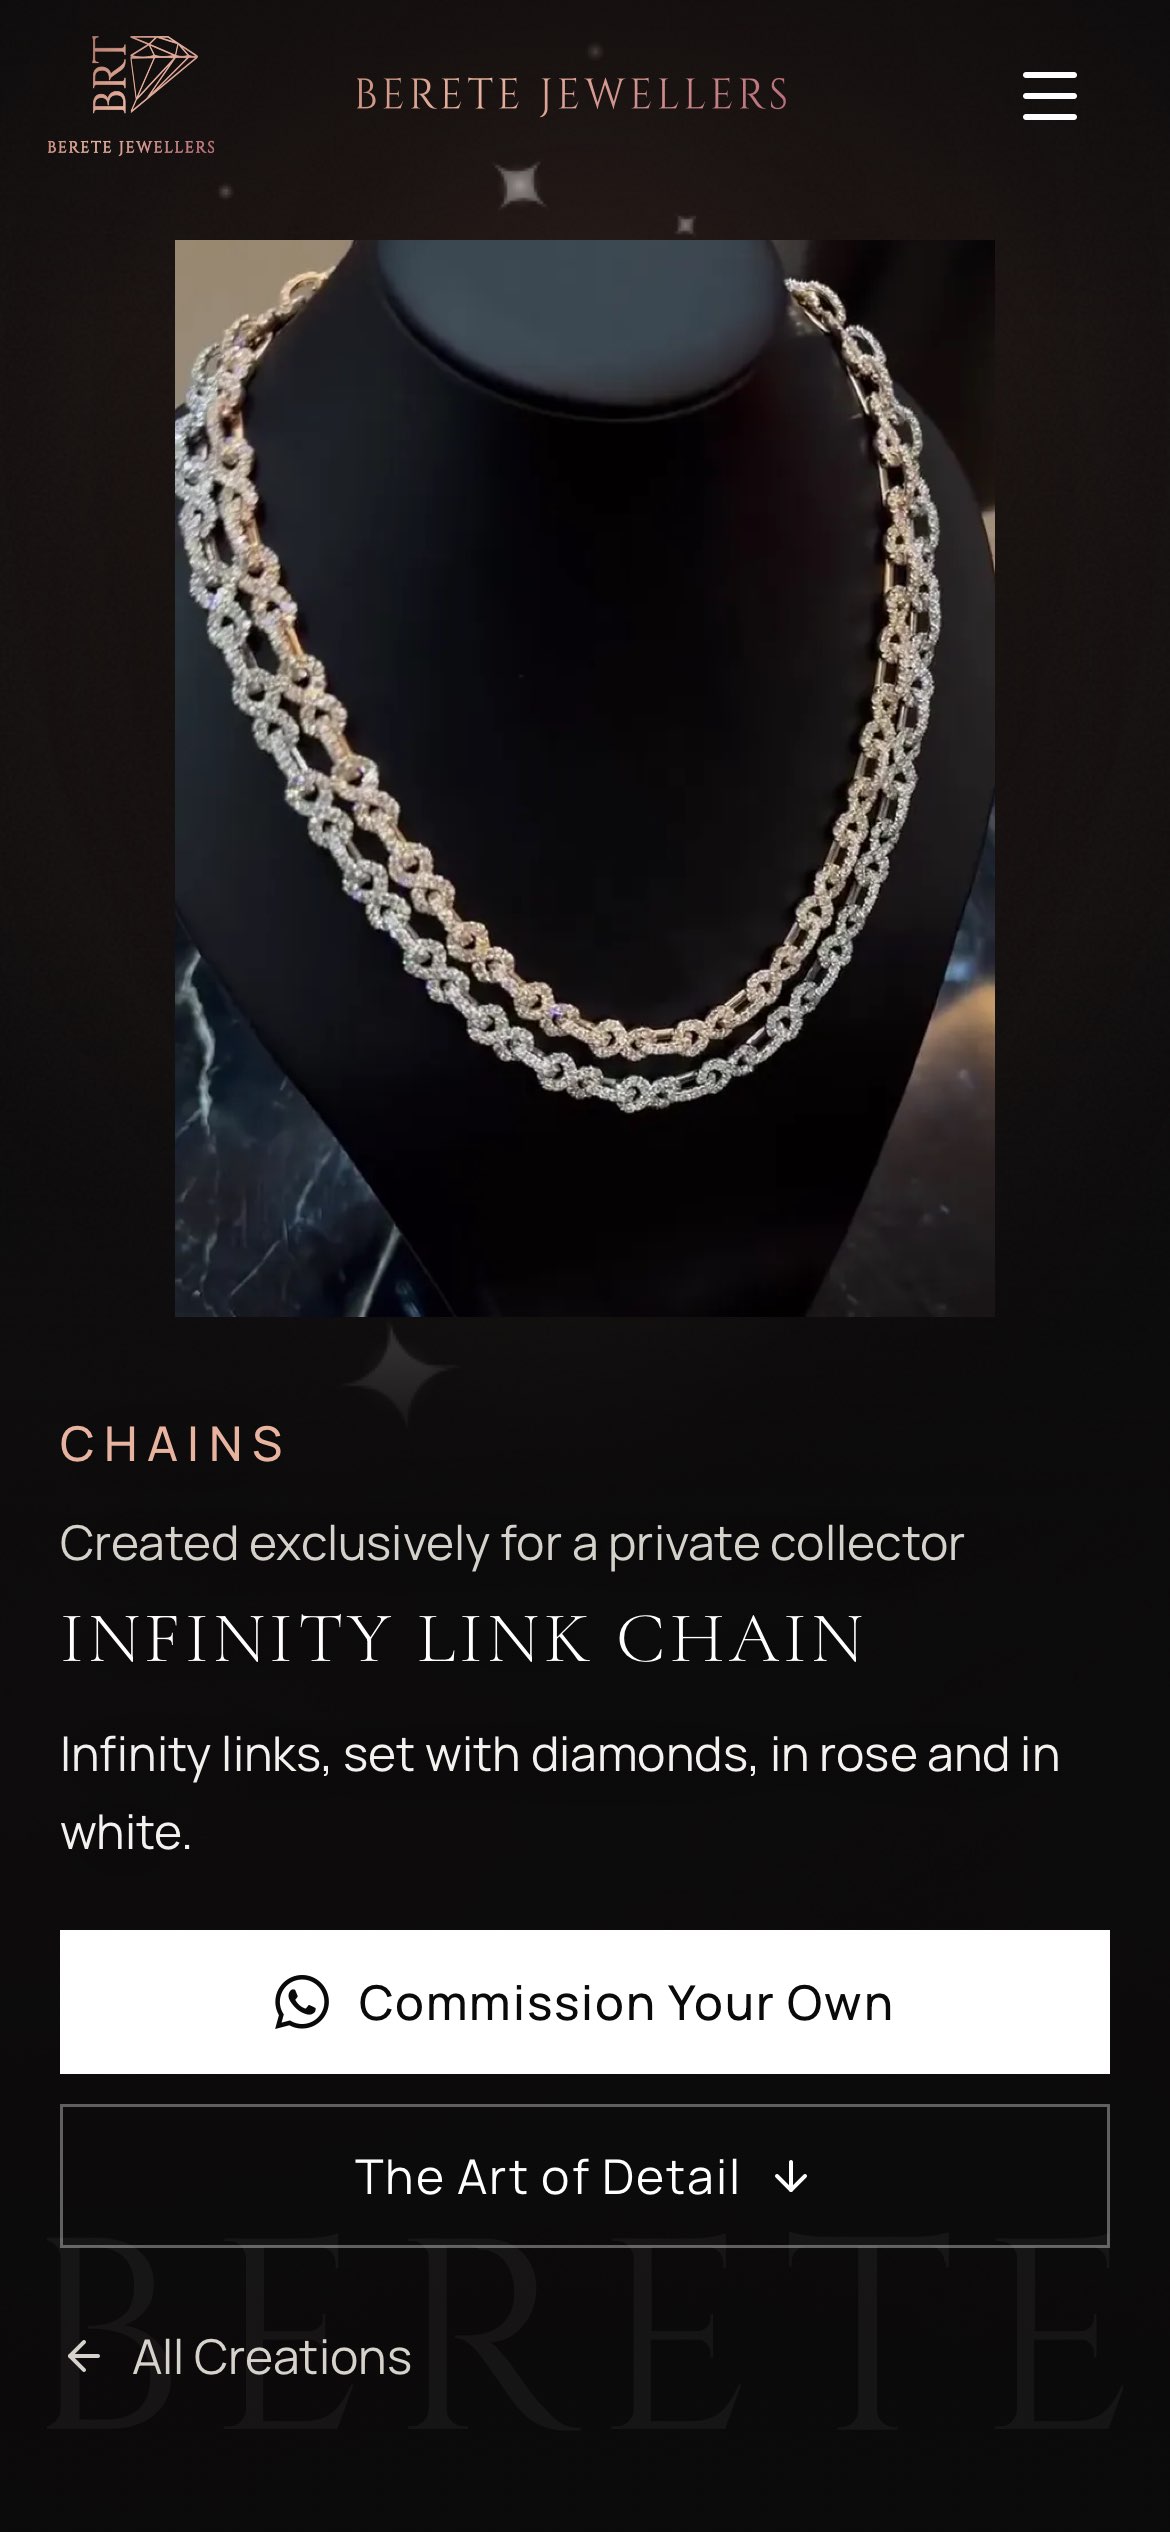 BRT
BERETE JEWELLERS
BERETE JEWELLERS
CHAINS
Created exclusively for a private collector
INFINITY LINK CHAIN
Infinity links, set with diamonds, in rose and in
white.
Commission Your Own
The Art of Detail
BERETE
All Creations